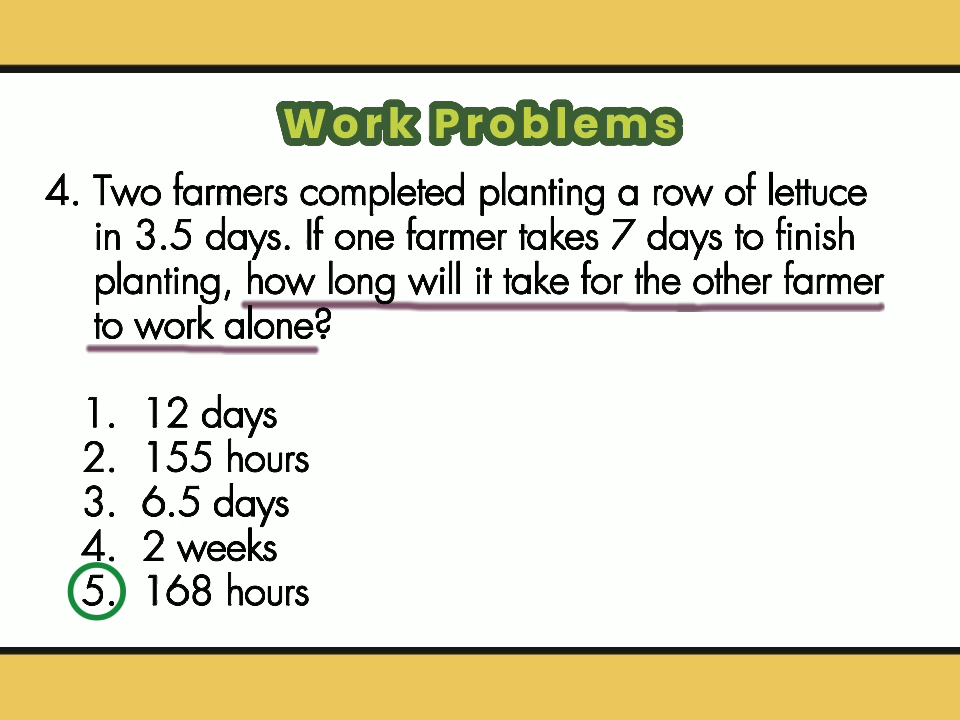 Work Problems
4. Two farmers completed planting a row of lettuce
in 3.5 days. If one farmer takes 7 days to finish
planting, how long will it take for the other farmer
to work alone?
1. 12 days
2. 155 hours
3. 6.5 days
4. 2 weeks
5. 168 hours